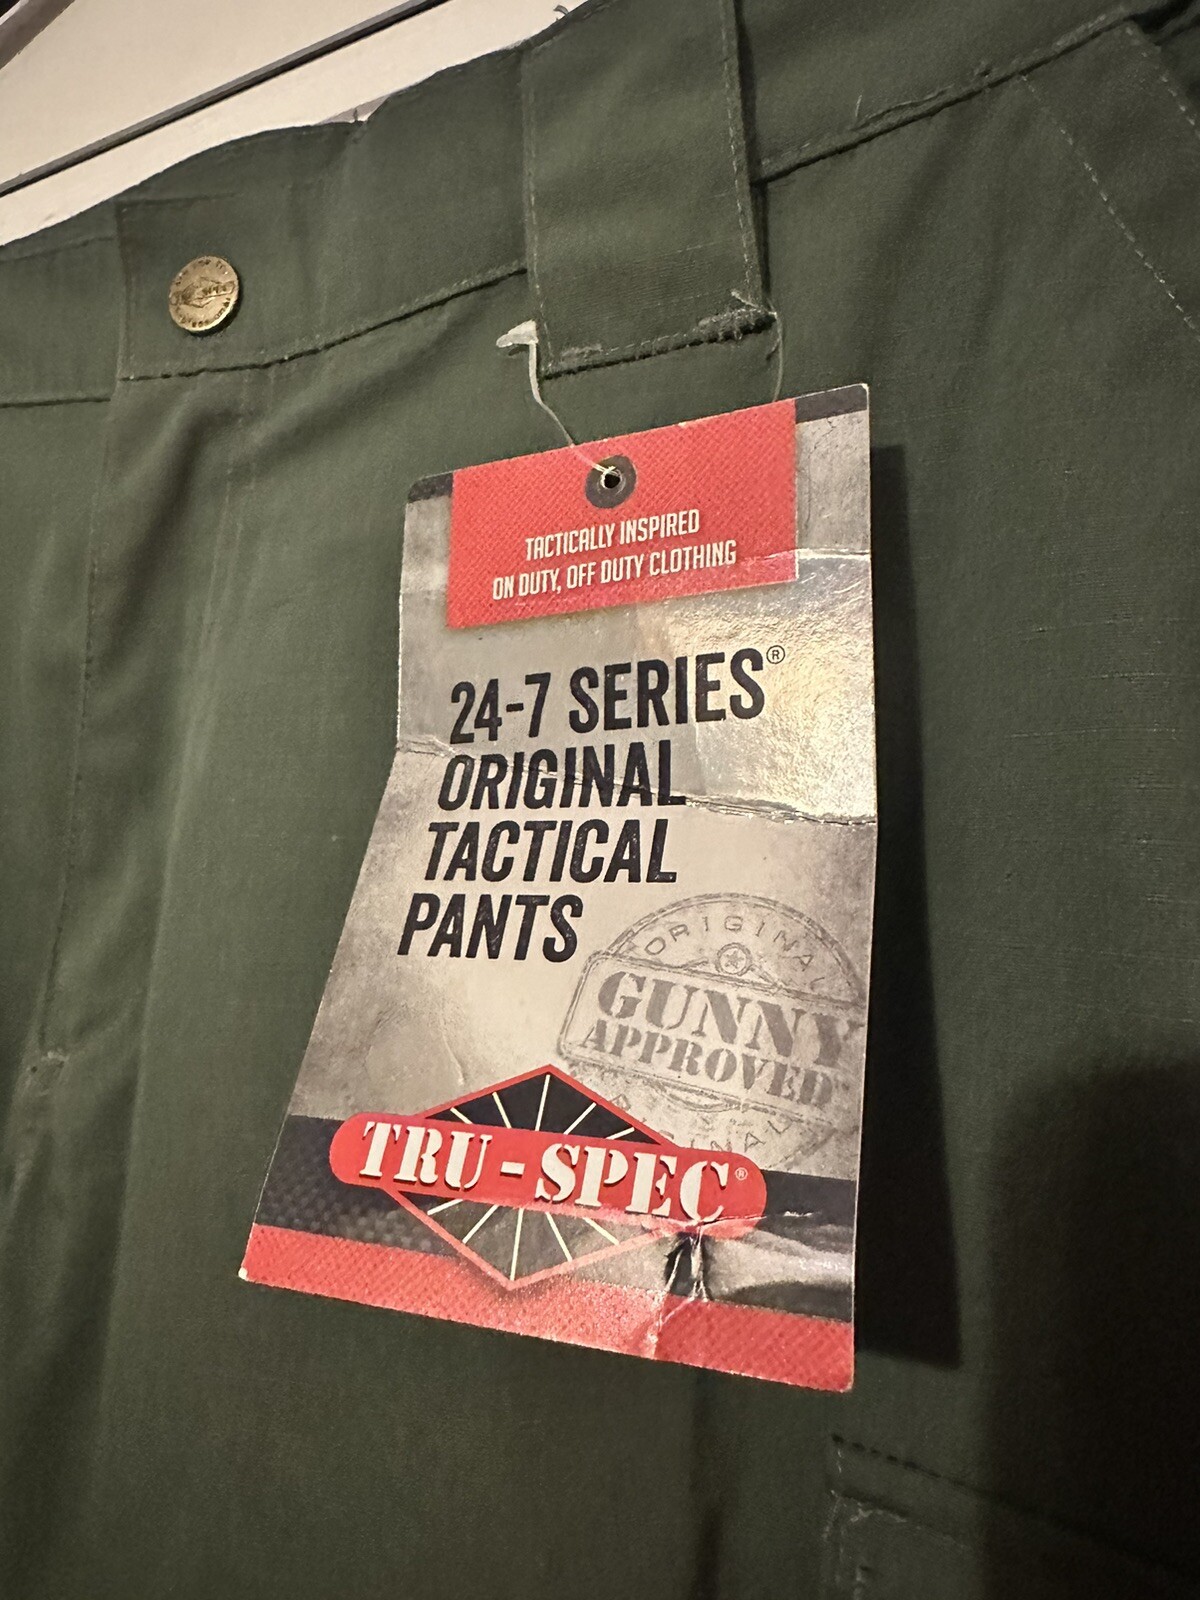 TACTICALLY INSPIRED
ON DUTY, OFF DUTY CLOTHING
24-7 SERIES®
ORIGINAL
TACTICAL
PANTS
ORIGINAL
GUNNY
APPROVED
TRU-SPEC®